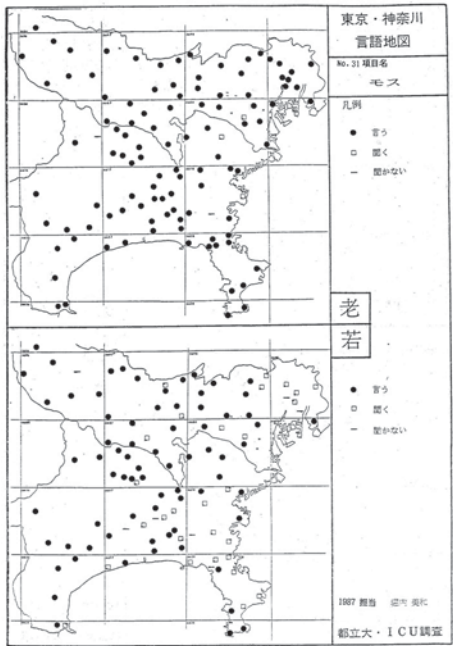 東京・神奈川
言語地図
No.31 項目名
モス
凡例
● 言う
□ 聞く
― 聞かない
老
若
● 言う
□ 聞く
― 聞かない
1987 担当
都立大・ICU調査